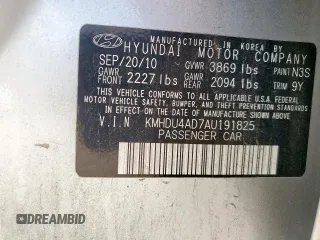 MANUFACTURED IN KOREA BY
HYUNDAI MOTOR COMPANY
SEP/20/10 GVWR 3869 lbs PAINT N3S
GAWR FRONT 2227 lbs GAWR REAR 2094 lbs TRIM 9Y
THIS VEHICLE CONFORMS TO ALL APPLICABLE
FEDERAL MOTOR VEHICLE SAFETY, BUMPER, AND THEFT
PREVENTION STANDARDS IN EFFECT ON THE DATE OF
MANUFACTURE SHOWN ABOVE.
V.I.N KMHDU4AD7AU191825
PASSENGER CAR
DREAMBID